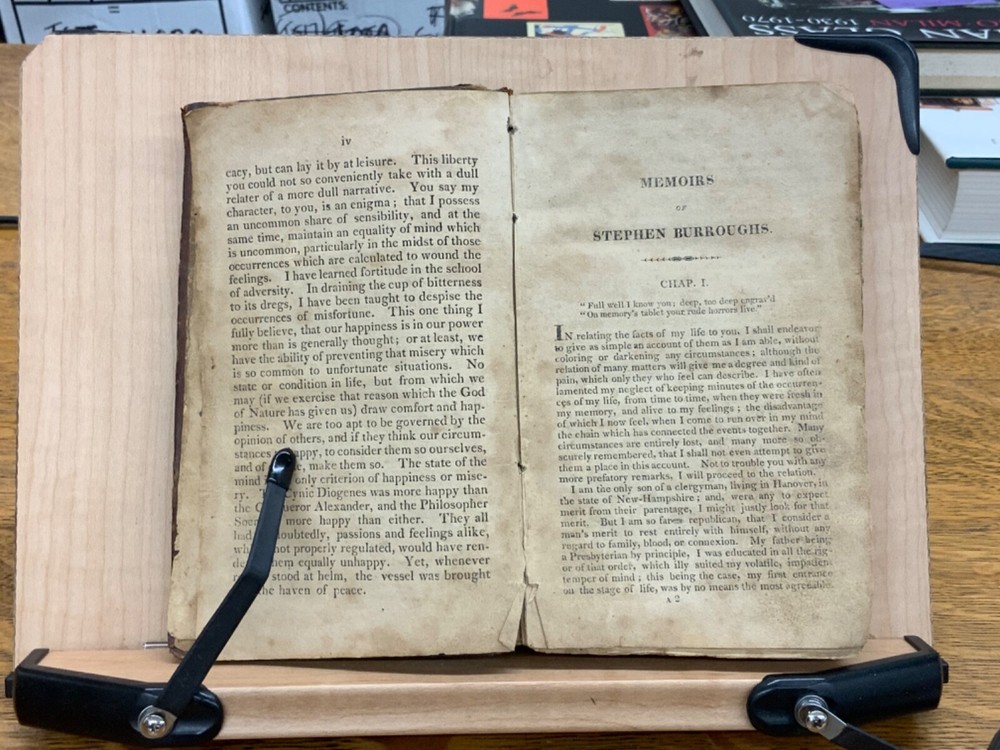 CONTENTS:
MILAN 1930-1970
iv
cacy, but can lay it by at leisure. This liberty
you could not so conveniently take with a dull
relater of a more dull narrative. You say my
character, to you, is an enigma; that I possess
an uncommon share of sensibility, and at the
same time, maintain an equality of mind which
is uncommon, particularly in the midst of those
occurrences which are calculated to wound the
feelings. I have learned fortitude in the school
of adversity. In draining the cup of bitterness
to its dregs, I have been taught to despise the
occurrences of misfortune. This one thing I
fully believe, that our happiness is in our power
more than is generally thought; or at least, we
have the ability of preventing that misery which
is so common to unfortunate situations. No
state or condition in life, but from which we
may (if we exercise that reason which the God
of Nature has given us) draw comfort and hap-
piness. We are too apt to be governed by the
opinion of others, and if they think our circum-
stances appy, to consider them so ourselves,
and of make them so. The state of the
mind only criterion of happiness or mise-
ry. Cynic Diogenes was more happy than
the Alexander, and the Philosopher
more happy than either. They all
had doubtedly, passions and feelings alike,
not properly regulated, would have ren-
hem equally unhappy. Yet, whenever
stood at helm, the vessel was brought
he haven of peace.
MEMOIRS
OF
STEPHEN BURROUGHS.
CHAP. I.
"Full well I know you; deep, too deep engrav'd
"On memory's tablet your rude horrors live."
IN relating the facts of my life to you, I shall endeavor
to give as simple an account of them as I am able, without
coloring or darkening any circumstances; although the
relation of many matters will give me a degree and kind of
pain, which only they who feel can describe. I have often
lamented my neglect of keeping minutes of the occurren-
ces of my life, from time to time, when they were fresh in
my memory, and alive to my feelings; the disadvantage
of which I now feel, when I come to run over in my mind
the chain which has connected the events together. Many
circumstances are entirely lost, and many more so ob-
scurely remembered, that I shall not even attempt to give
them a place in this account. Not to trouble you with any
more prefatory remarks, I will proceed to the relation.
I am the only son of a clergyman, living in Hanover, in
the state of New-Hampshire; and, were any to expect
merit from their parentage, I might justly look for that
merit. But I am so far a republican, that I consider a
man's merit to rest entirely with himself, without any
regard to family, blood, or connexion. My father being
a Presbyterian by principle, I was educated in all the rig-
or of that order, which illy suited my volatile, impatient
temper of mind; this being the case, my first entrance
on the stage of life, was by no means the most agreeable.
A 2